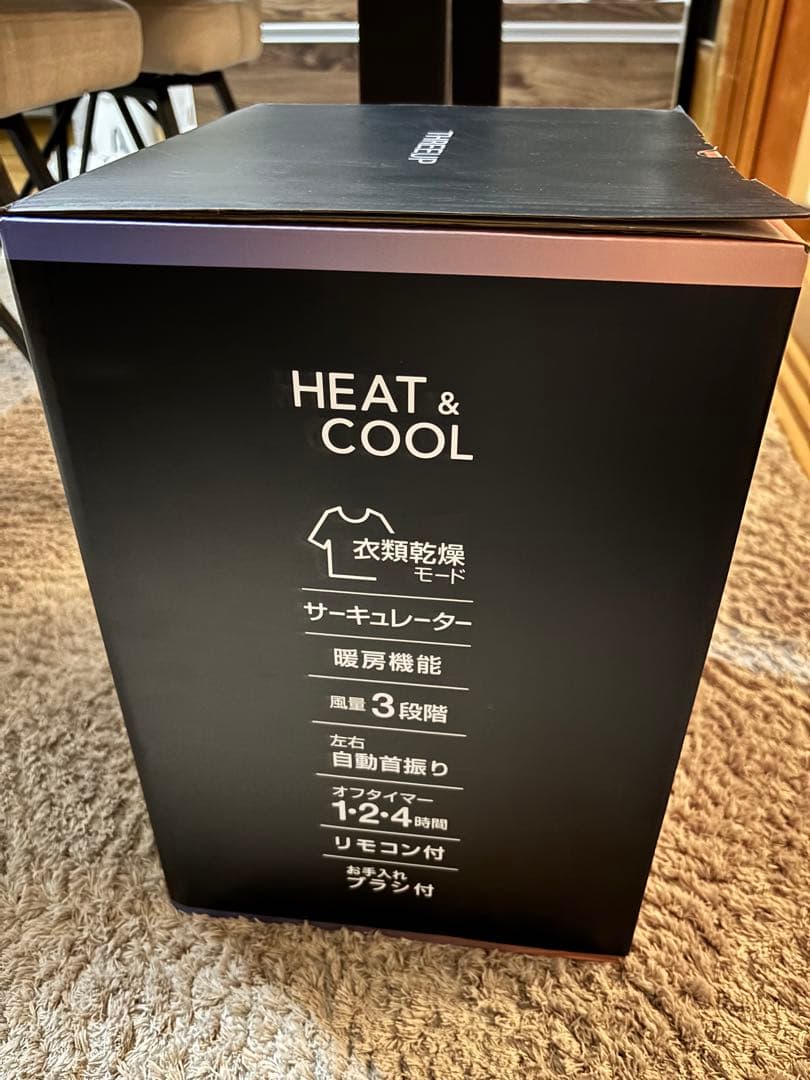 THREEUP
HEAT &
COOL
衣類乾燥
モード
サーキュレーター
暖房機能
風量3段階
左右
自動首振り
オフタイマー
1・2・4時間
リモコン付
お手入れ
ブラシ付